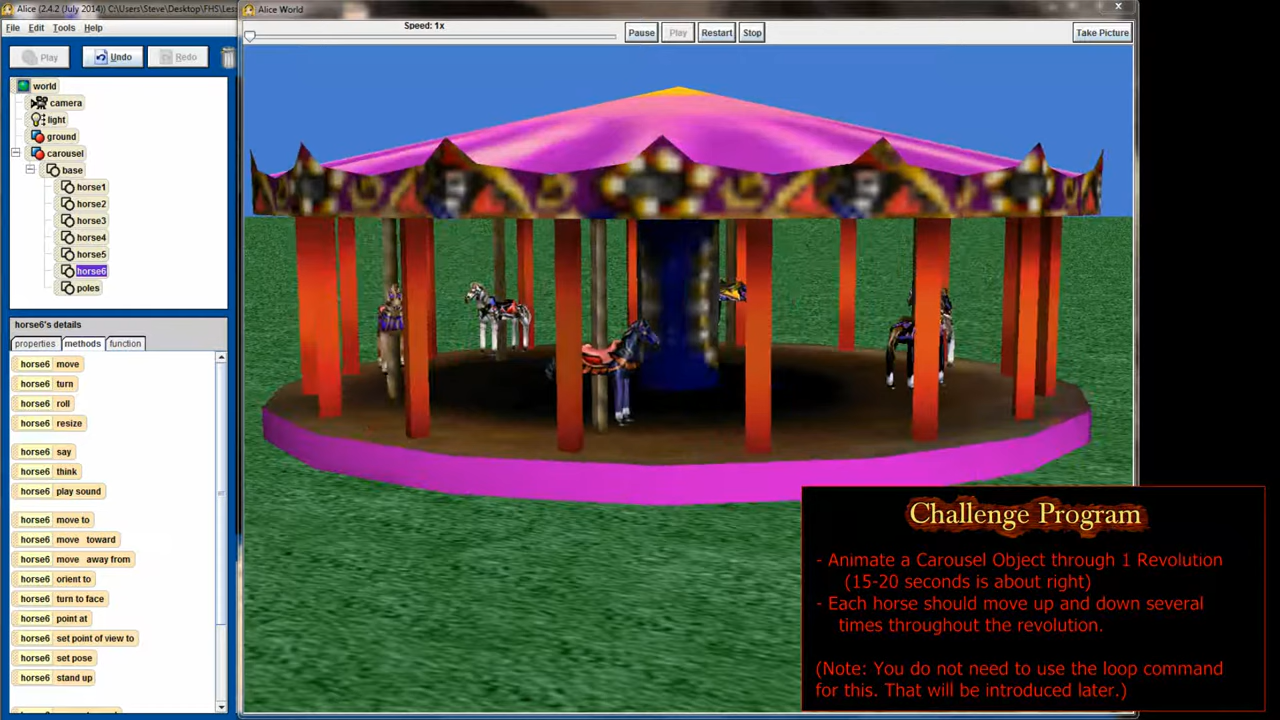 Alice (2.4.2 (July 2014)) C:\Users\Steve\Desktop\FHS\Les
Alice World
File Edit Tools Help
Speed: 1x
Pause Play Restart Stop
Take Picture
Play Undo Redo
world
camera
light
ground
carousel
base
horse1
horse2
horse3
horse4
horse5
horse6
poles
horse6's details
properties methods function
horse6 move
horse6 turn
horse6 roll
horse6 resize
horse6 say
horse6 think
horse6 play sound
horse6 move to
horse6 move toward
horse6 move away from
horse6 orient to
horse6 turn to face
horse6 point at
horse6 set point of view to
horse6 set pose
horse6 stand up
Challenge Program
- Animate a Carousel Object through 1 Revolution
(15-20 seconds is about right)
- Each horse should move up and down several
times throughout the revolution.
(Note: You do not need to use the loop command
for this. That will be introduced later.)